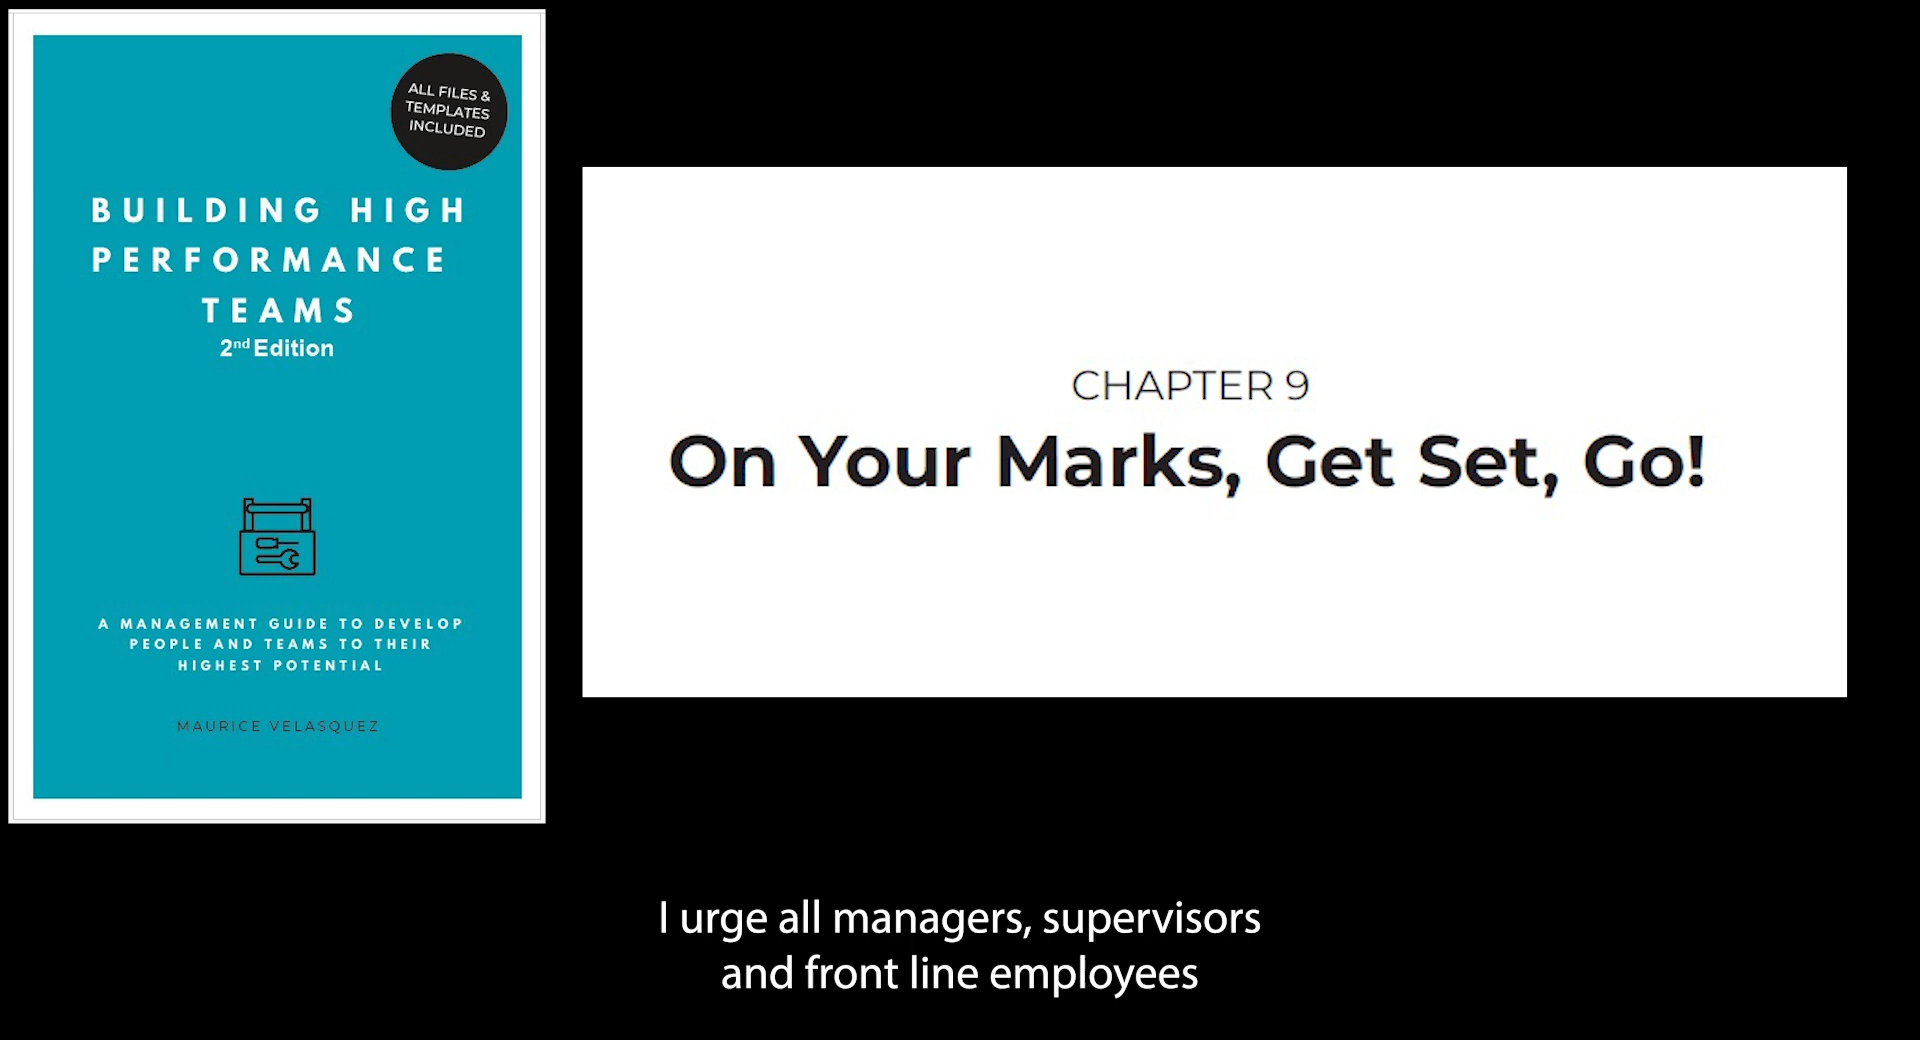 ALL FILES &
TEMPLATES
INCLUDED
BUILDING HIGH
PERFORMANCE
TEAMS
2nd Edition
A MANAGEMENT GUIDE TO DEVELOP
PEOPLE AND TEAMS TO THEIR
HIGHEST POTENTIAL
MAURICE VELASQUEZ
CHAPTER 9
On Your Marks, Get Set, Go!
I urge all managers, supervisors
and front line employees